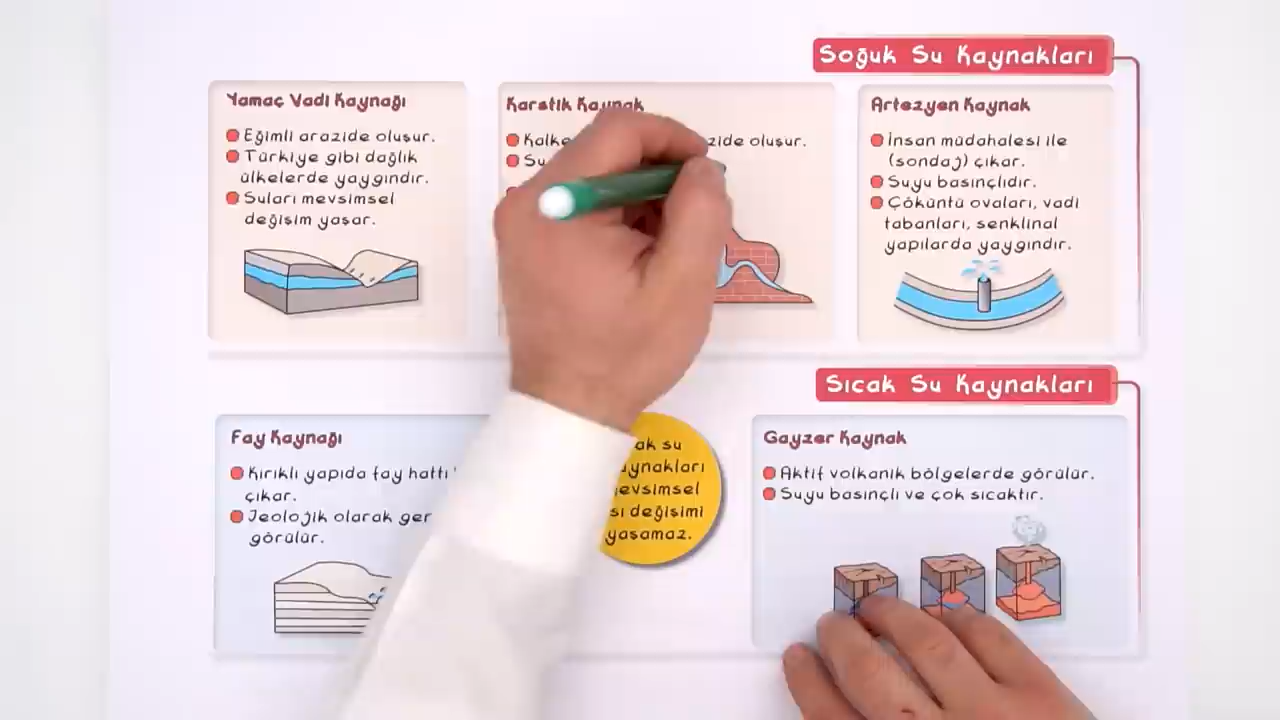 Soğuk Su Kaynakları
Yamaç Vadi Kaynağı
Eğimli arazide oluşur.
Türkiye gibi dağlık
ülkelerde yaygındır.
Suları mevsimsel
değişim yaşar.
Karstik Kaynak
oluşur.
Artezyen Kaynak
İnsan müdahalesi ile
(sondaj) çıkar.
Suyu basınçlıdır.
Çöküntü ovaları, vadi
tabanları, senklinal
yapılarda yaygındır.
Sıcak Su Kaynakları
Fay Kaynağı
Kırıklı yapıda fay hattı
çıkar.
Jeolojik olarak
görülür.
su
değişimi
yaşamaz.
Gayzer Kaynak
Aktif volkanik bölgelerde görülür.
Suyu basınçlı ve çok sıcaktır.